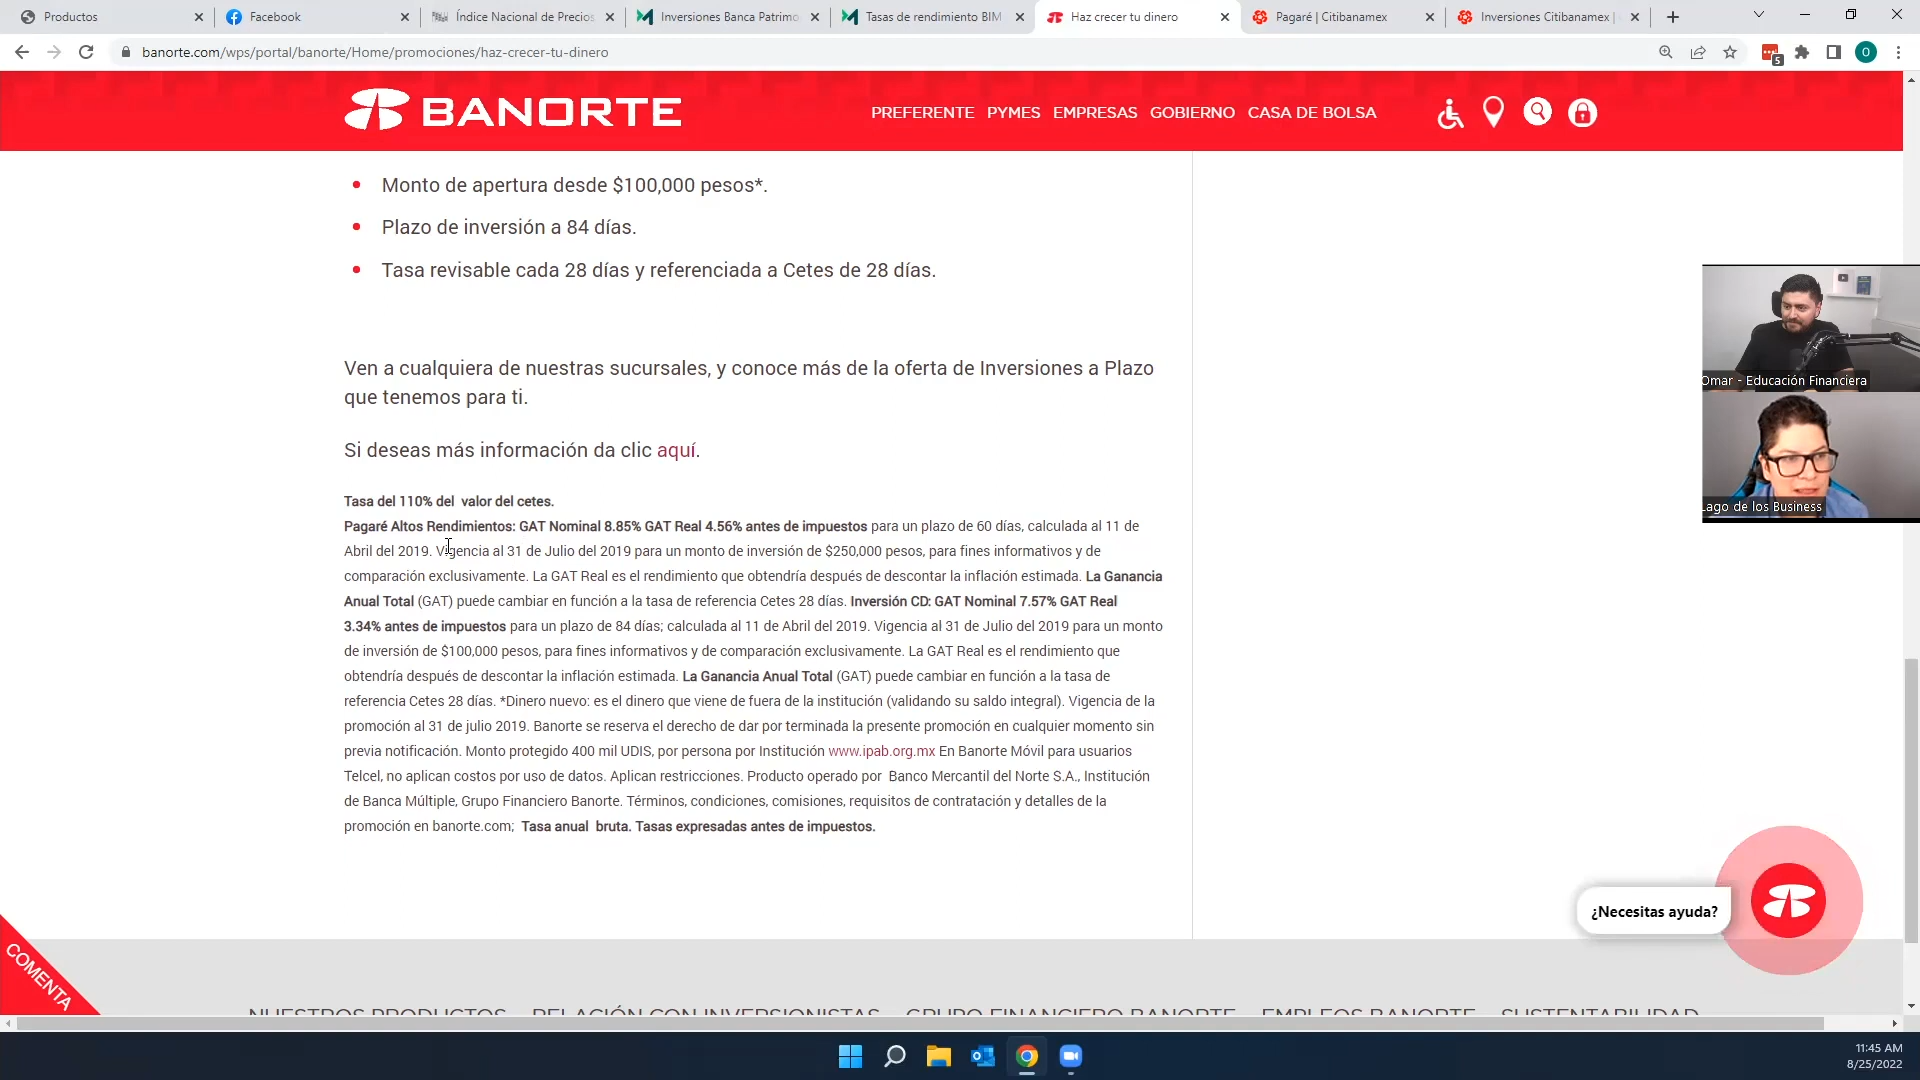 Productos
Facebook
Índice Nacional de Precios
Inversiones Banca Patrimo
Tasas de rendimiento BIM
Haz crecer tu dinero
Pagaré | Citibanamex
Inversiones Citibanamex |
banorte.com/wps/portal/banorte/Home/promociones/haz-crecer-tu-dinero
5
O
BANORTE
PREFERENTE PYMES EMPRESAS GOBIERNO CASA DE BOLSA
• Monto de apertura desde $100,000 pesos*.
• Plazo de inversión a 84 días.
• Tasa revisable cada 28 días y referenciada a Cetes de 28 días.
Ven a cualquiera de nuestras sucursales, y conoce más de la oferta de Inversiones a Plazo
que tenemos para ti.
Si deseas más información da clic aquí.
Tasa del 110% del valor del cetes.
Pagaré Altos Rendimientos: GAT Nominal 8.85% GAT Real 4.56% antes de impuestos para un plazo de 60 días, calculada al 11 de
Abril del 2019. Vigencia al 31 de Julio del 2019 para un monto de inversión de $250,000 pesos, para fines informativos y de
comparación exclusivamente. La GAT Real es el rendimiento que obtendría después de descontar la inflación estimada. La Ganancia
Anual Total (GAT) puede cambiar en función a la tasa de referencia Cetes 28 días. Inversión CD: GAT Nominal 7.57% GAT Real
3.34% antes de impuestos para un plazo de 84 días; calculada al 11 de Abril del 2019. Vigencia al 31 de Julio del 2019 para un monto
de inversión de $100,000 pesos, para fines informativos y de comparación exclusivamente. La GAT Real es el rendimiento que
obtendría después de descontar la inflación estimada. La Ganancia Anual Total (GAT) puede cambiar en función a la tasa de
referencia Cetes 28 días. *Dinero nuevo: es el dinero que viene de fuera de la institución (validando su saldo integral). Vigencia de la
promoción al 31 de julio 2019. Banorte se reserva el derecho de dar por terminada la presente promoción en cualquier momento sin
previa notificación. Monto protegido 400 mil UDIS, por persona por Institución www.ipab.org.mx En Banorte Móvil para usuarios
Telcel, no aplican costos por uso de datos. Aplican restricciones. Producto operado por Banco Mercantil del Norte S.A., Institución
de Banca Múltiple, Grupo Financiero Banorte. Términos, condiciones, comisiones, requisitos de contratación y detalles de la
promoción en banorte.com; Tasa anual bruta. Tasas expresadas antes de impuestos.
Omar - Educación Financiera
Lago de los Business
¿Necesitas ayuda?
COMENTA
NUESTROS PRODUCTOS RELACIÓN CON INVERSIONISTAS GRUPO FINANCIERO BANORTE EMPLEOS BANORTE SUSTENTABILIDAD
11:45 AM
8/25/2022